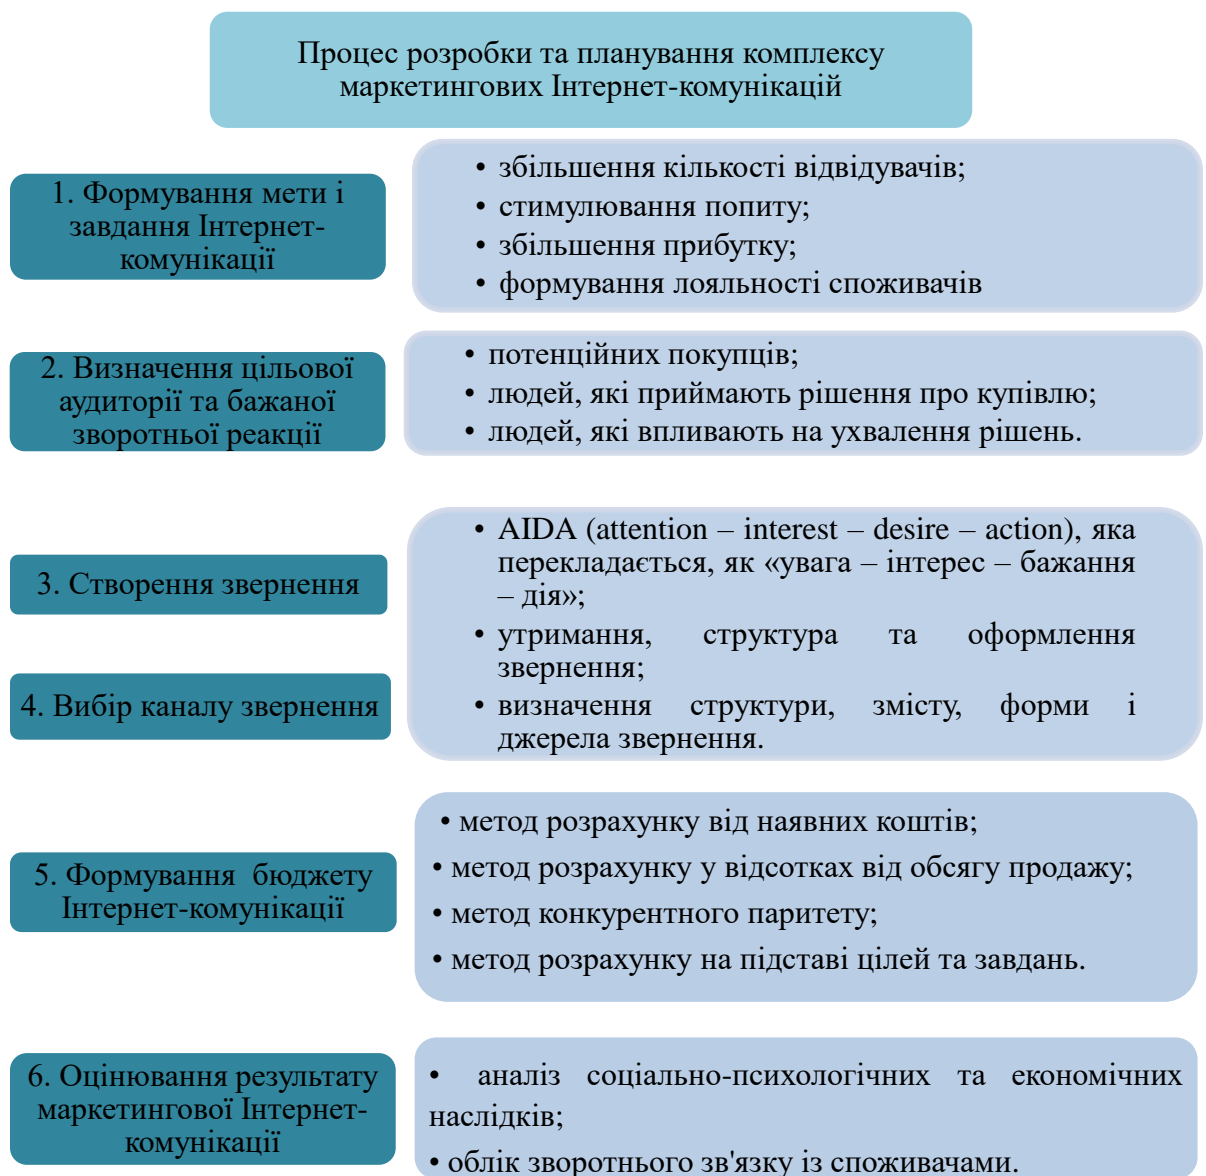 Процес розробки та планування комплексу
маркетингових Інтернет-комунікацій
1. Формування мети і
завдання Інтернет-
комунікації
• збільшення кількості відвідувачів;
• стимулювання попиту;
• збільшення прибутку;
• формування лояльності споживачів
2. Визначення цільової
аудиторії та бажаної
зворотньої реакції
• потенційних покупців;
• людей, які приймають рішення про купівлю;
• людей, які впливають на ухвалення рішень.
3. Створення звернення
4. Вибір каналу звернення
• AIDA (attention – interest – desire – action), яка
перекладається, як «увага – інтерес – бажання
– дія»;
• утримання, структура та оформлення
звернення;
• визначення структури, змісту, форми і
джерела звернення.
5. Формування бюджету
Інтернет-комунікації
• метод розрахунку від наявних коштів;
• метод розрахунку у відсотках від обсягу продажу;
• метод конкурентного паритету;
• метод розрахунку на підставі цілей та завдань.
6. Оцінювання результату
маркетингової Інтернет-
комунікації
• аналіз соціально-психологічних та економічних
наслідків;
• облік зворотнього зв'язку із споживачами.